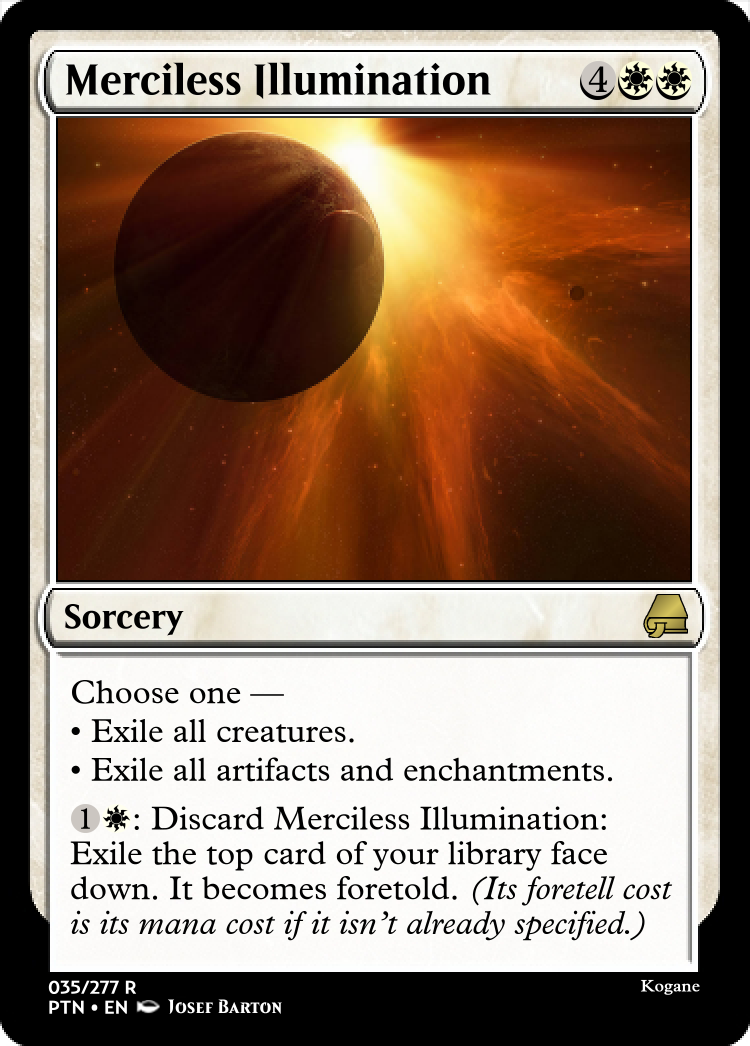 Merciless Illumination 4
Sorcery
Choose one —
• Exile all creatures.
• Exile all artifacts and enchantments.
1 : Discard Merciless Illumination:
Exile the top card of your library face
down. It becomes foretold. (Its foretell cost
is its mana cost if it isn't already specified.)
035/277 R
Kogane
PTN • EN Josef Barton